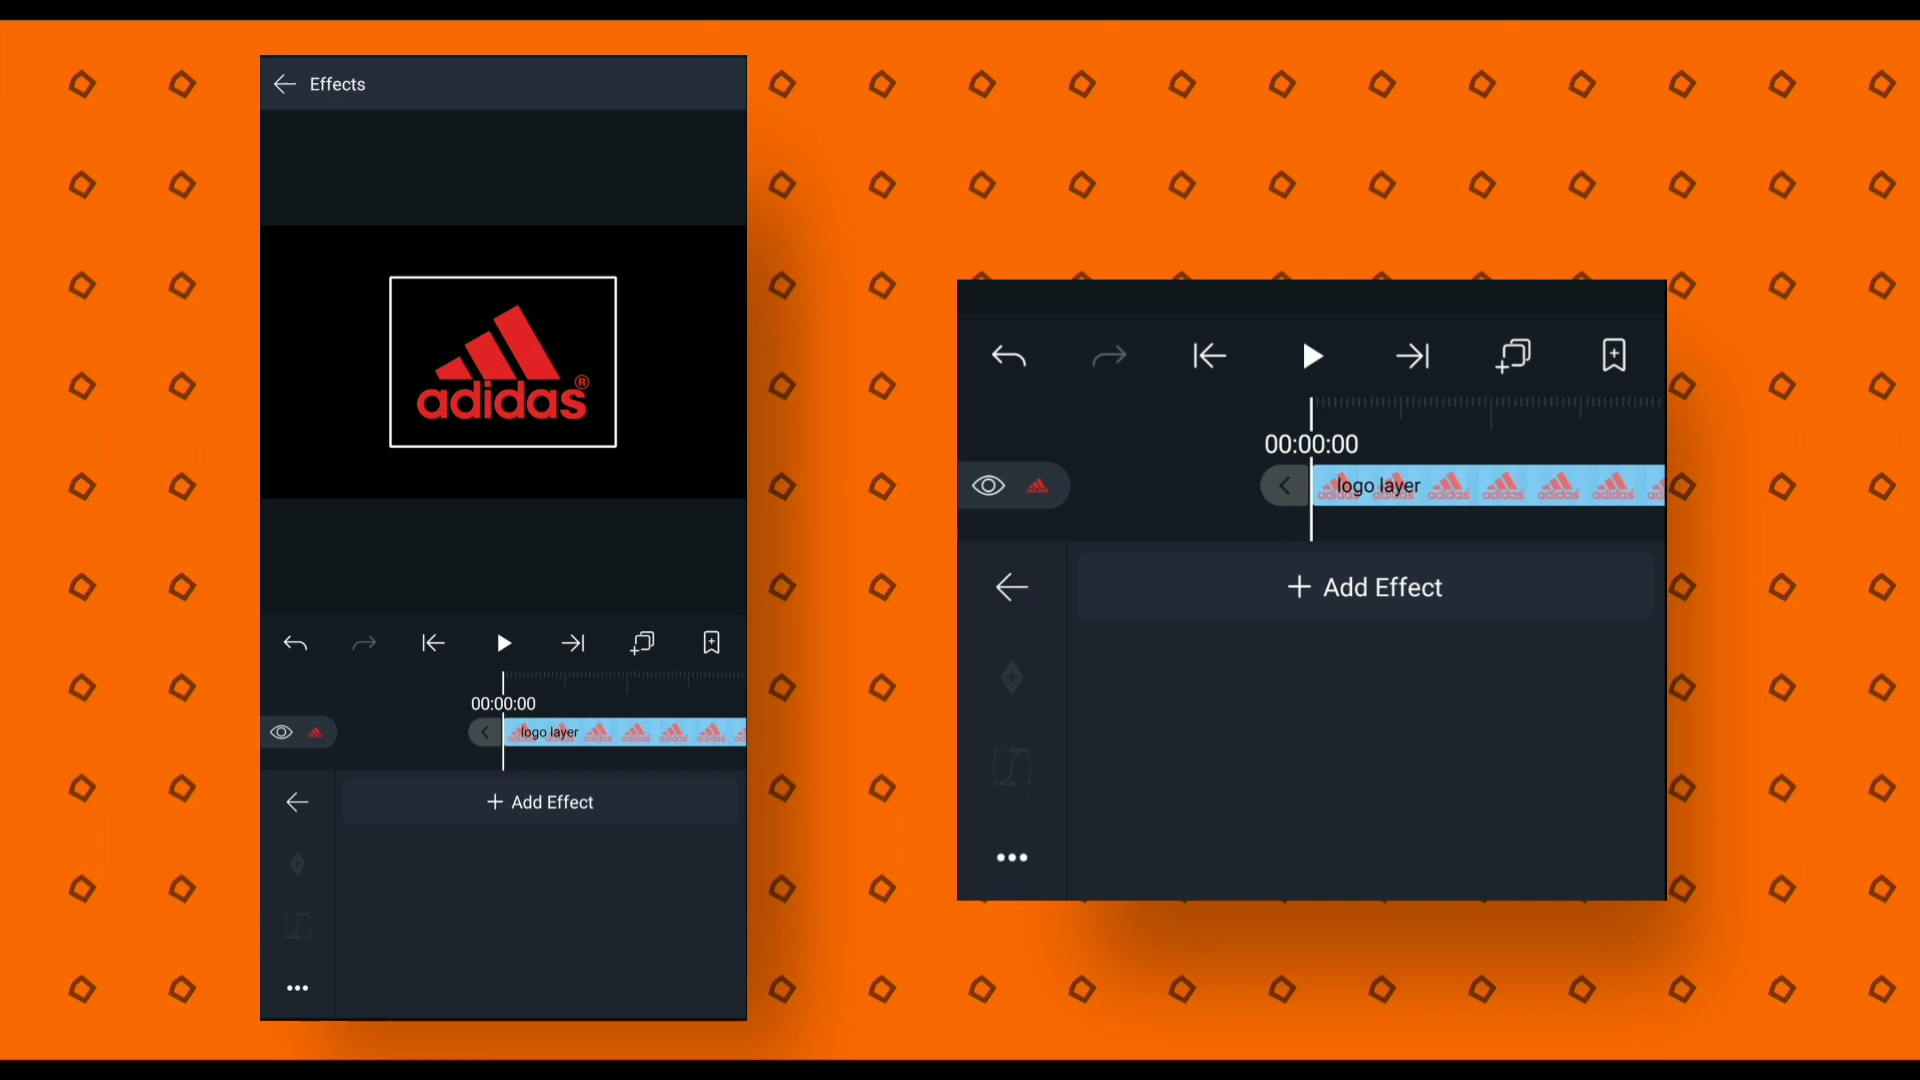 Effects
adidas®
00:00:00
logo layer
+ Add Effect
00:00:00
logo layer
+ Add Effect